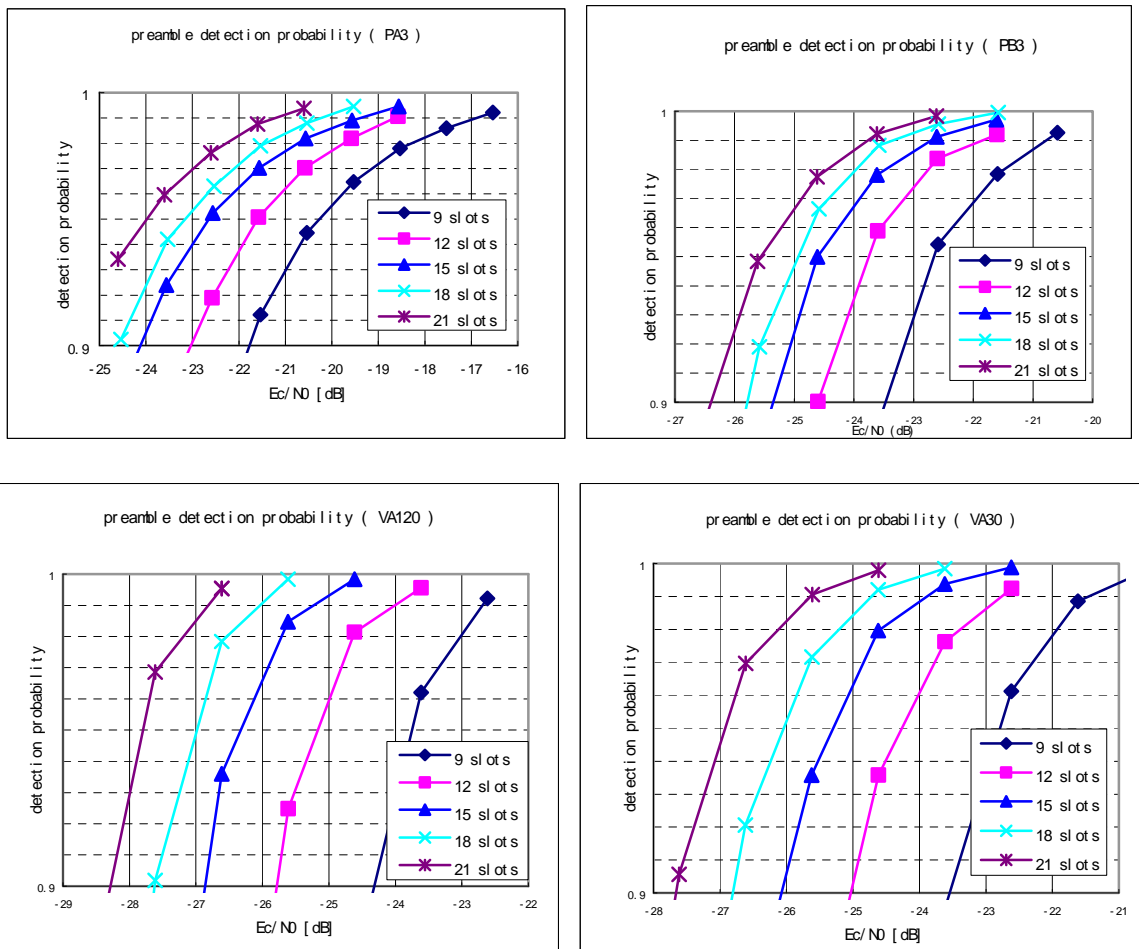 preamble detection probability ( PA3 )
1
detection probability
0.9
-25 -24 -23 -22 -21 -20 -19 -18 -17 -16
Ec/N0 [dB]
9 slots
12 slots
15 slots
18 slots
21 slots
preamble detection probability ( PB3 )
1
detection probability
0.9
-27 -26 -25 -24 -23 -22 -21 -20
Ec/N0 (dB)
9 slots
12 slots
15 slots
18 slots
21 slots
preamble detection probability ( VA120 )
1
detection probability
0.9
-29 -28 -27 -26 -25 -24 -23 -22
Ec/N0 [dB]
9 slots
12 slots
15 slots
18 slots
21 slots
preamble detection probability ( VA30 )
1
detection probability
0.9
-28 -27 -26 -25 -24 -23 -22 -21
Ec/N0 [dB]
9 slots
12 slots
15 slots
18 slots
21 slots